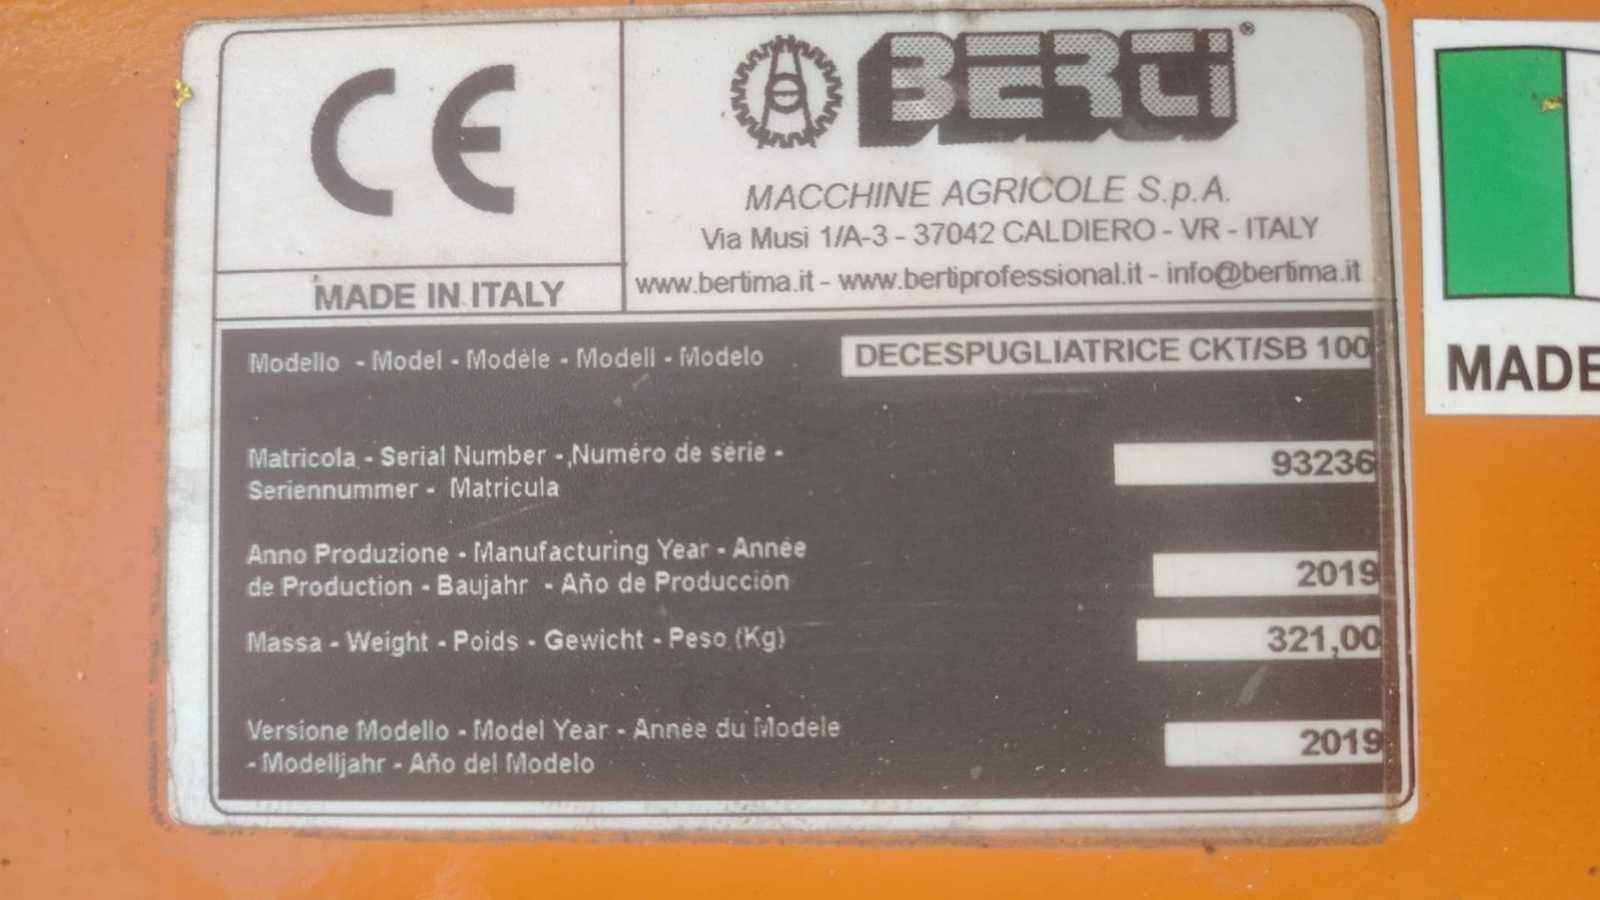 CE
BERTI®
MACCHINE AGRICOLE S.p.A.
Via Musi 1/A-3 - 37042 CALDIERO - VR - ITALY
www.bertima.it - www.bertiprofessional.it - info@bertima.it
MADE IN ITALY
Modello - Model - Modèle - Modell - Modelo DECESPUGLIATRICE CKT/SB 100
Matricola - Serial Number - Numéro de série -
Seriennummer - Matricula 93236
Anno Produzione - Manufacturing Year - Année
de Production - Baujahr - Año de Producción 2019
Massa - Weight - Poids - Gewicht - Peso (Kg) 321,00
Versione Modello - Model Year - Année du Modele
- Modelljahr - Año del Modelo 2019
MADE